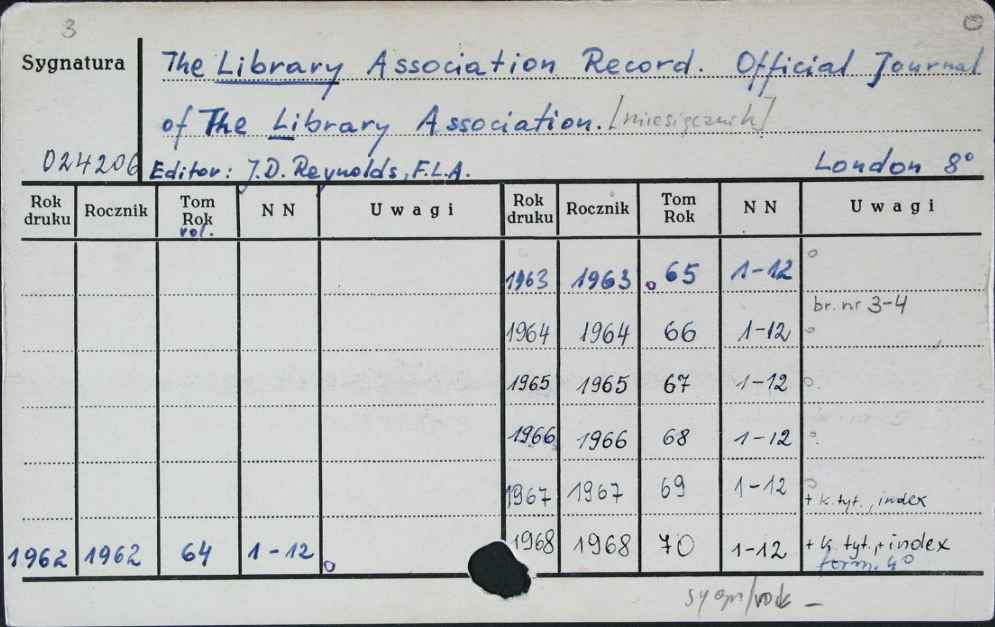 3
Sygnatura The Library Association Record. Official Journal
of The Library Association. [miesięcznik]
024206 Editor: J.D. Reynolds, F.L.A. London 8°
Rok druku Rocznik Tom Rok vol. NN Uwagi Rok druku Rocznik Tom Rok NN Uwagi
1963 1963 65 1-12
br. nr 3-4
1964 1964 66 1-12
1965 1965 67 1-12
1966 1966 68 1-12
1967 1967 69 1-12 + k. tyt., index
1962 1962 64 1-12 1968 1968 70 1-12 + k. tyt. + index
form. 4°